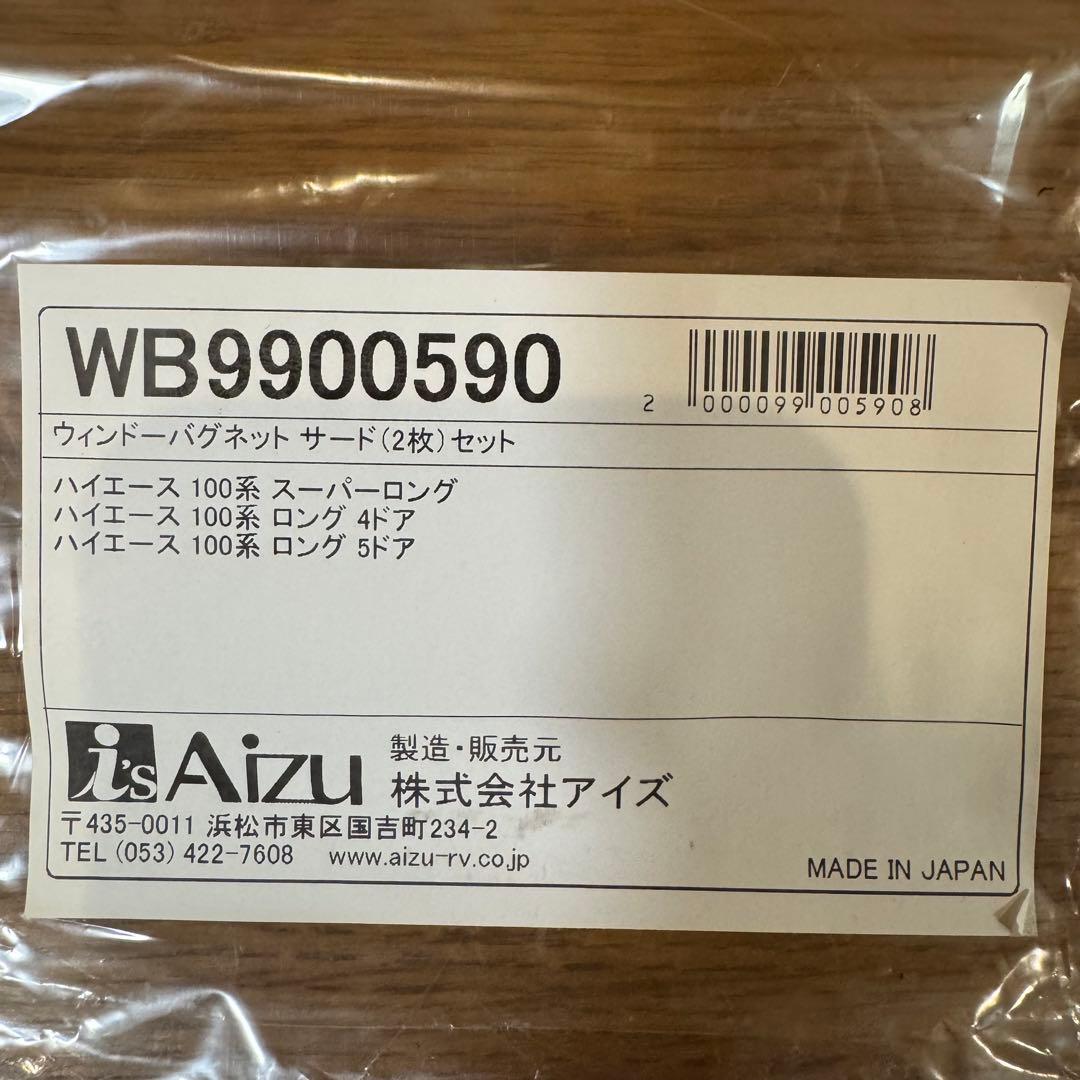 WB9900590
2 000099 005908
ウィンドーバグネット サード(2枚)セット
ハイエース 100系 スーパーロング
ハイエース 100系 ロング 4ドア
ハイエース 100系 ロング 5ドア
i's Aizu
製造・販売元
株式会社アイズ
〒435-0011 浜松市東区国吉町234-2
TEL (053) 422-7608 www.aizu-rv.co.jp
MADE IN JAPAN